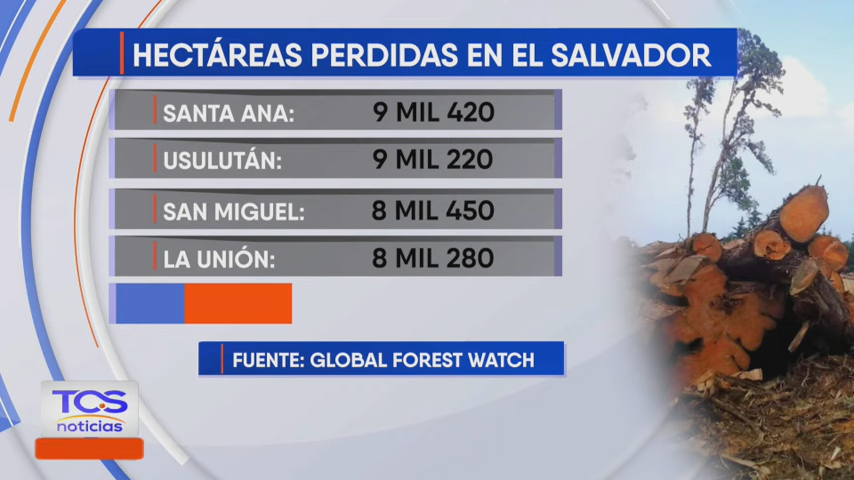 HECTÁREAS PERDIDAS EN EL SALVADOR
SANTA ANA: 9 MIL 420
USULUTÁN: 9 MIL 220
SAN MIGUEL: 8 MIL 450
LA UNIÓN: 8 MIL 280
FUENTE: GLOBAL FOREST WATCH
TCS
noticias